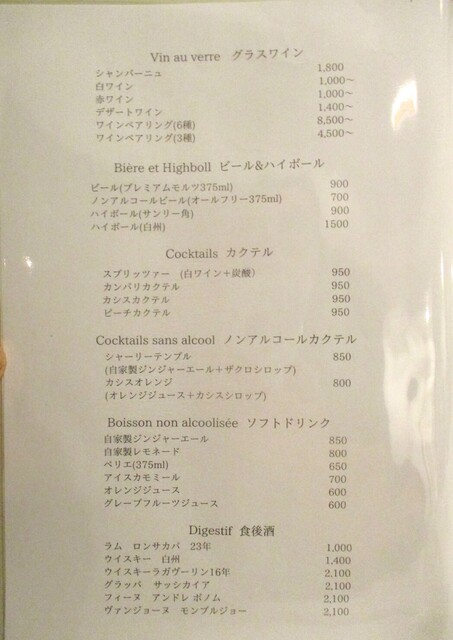 Vin au verre グラスワイン
シャンパーニュ 1,800
白ワイン 1,000～
赤ワイン 1,000～
デザートワイン 1,400～
ワインペアリング(6種) 8,500～
ワインペアリング(3種) 4,500～
Bière et Highboll ビール&ハイボール
ビール(プレミアムモルツ375ml) 900
ノンアルコールビール(オールフリー375ml) 700
ハイボール(サンリー角) 900
ハイボール(白州) 1500
Cocktails カクテル
スプリッツァー (白ワイン＋炭酸) 950
カンパリカクテル 950
カシスカクテル 950
ピーチカクテル 950
Cocktails sans alcool ノンアルコールカクテル
シャーリーテンプル 850
(自家製ジンジャーエール＋ザクロシロップ)
カシスオレンジ 800
(オレンジジュース＋カシスシロップ)
Boisson non alcoolisée ソフトドリンク
自家製ジンジャーエール 850
自家製レモネード 800
ペリエ(375ml) 650
アイスカモミール 700
オレンジジュース 600
グレープフルーツジュース 600
Digestif 食後酒
ラム ロンサカパ 23年 1,000
ウイスキー 白州 1,400
ウイスキーラガヴーリン16年 2,100
グラッパ サッシカイア 2,100
フィーヌ アンドレ ボノム 2,100
ヴァンジョーヌ モンブルジョー 2,100